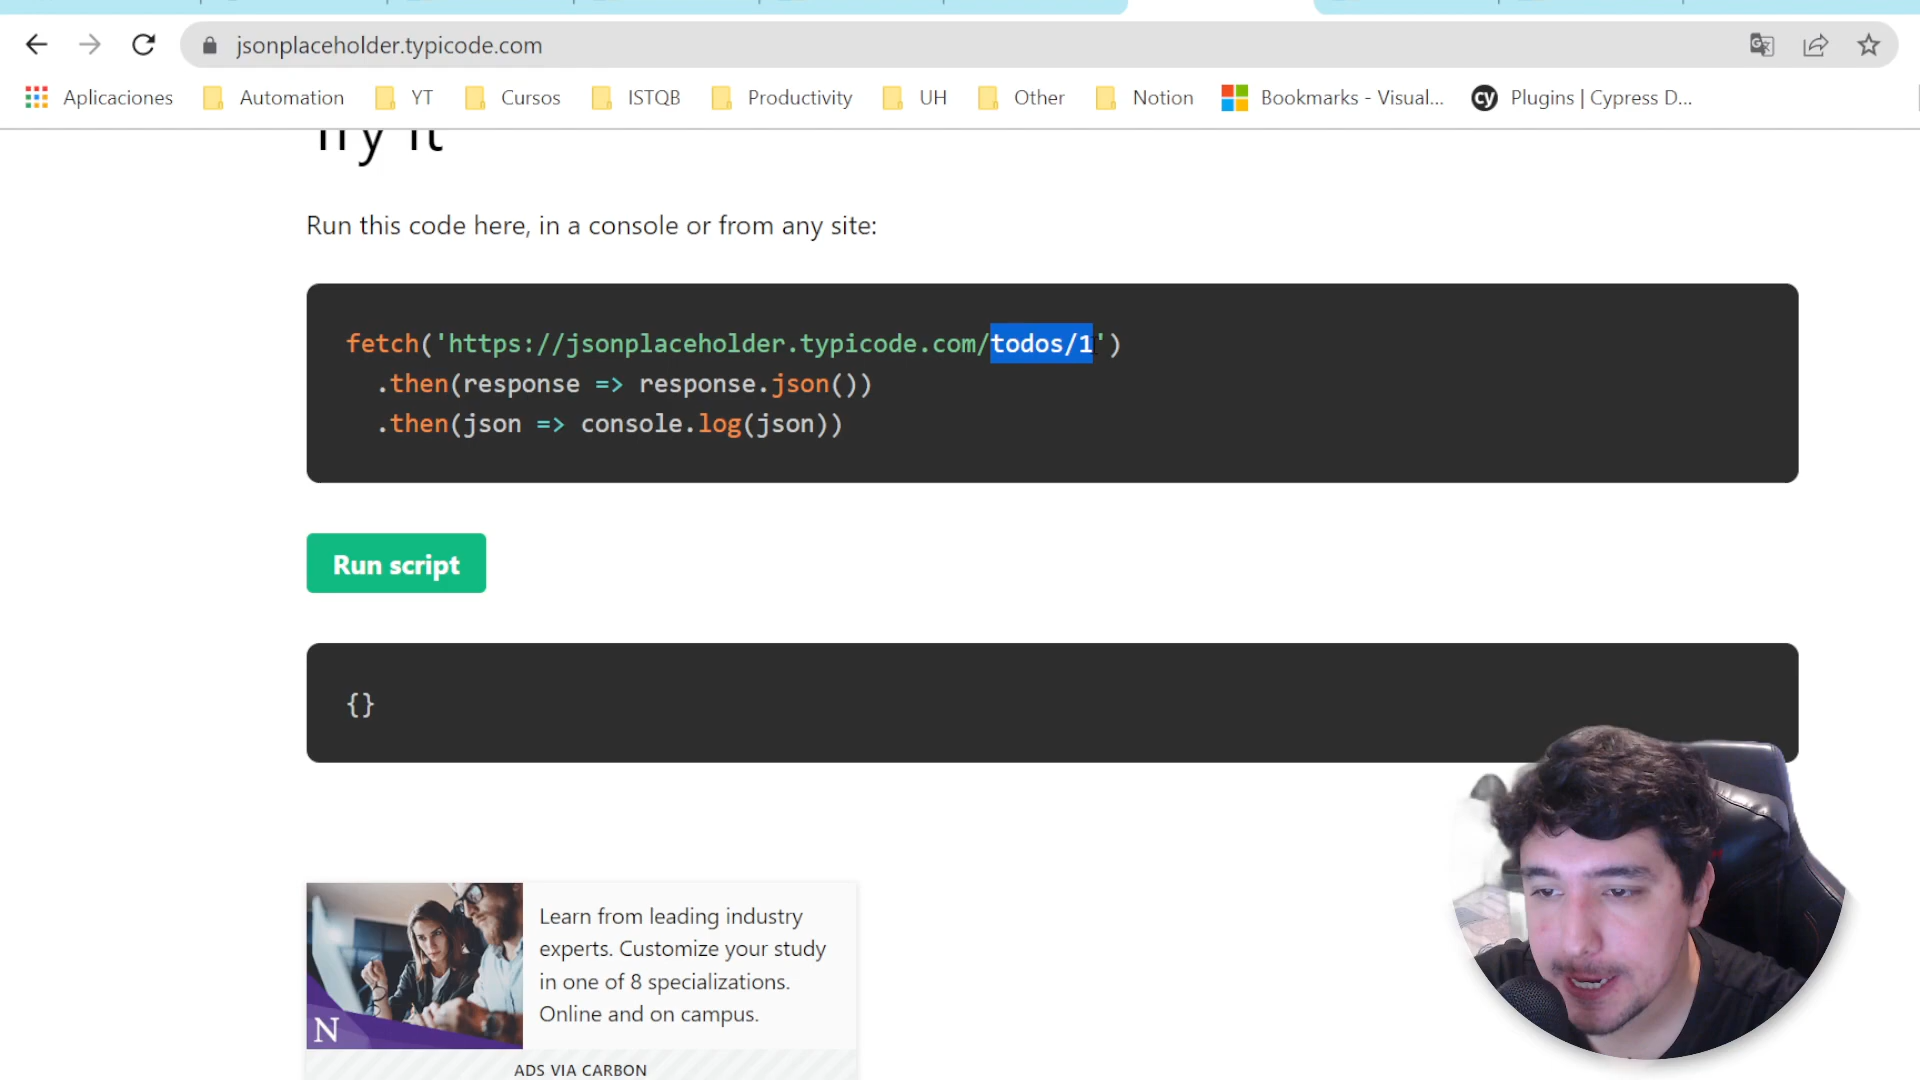 jsonplaceholder.typicode.com
Aplicaciones Automation YT Cursos ISTQB Productivity UH Other Notion Bookmarks - Visual... cy Plugins | Cypress D...
Try it
Run this code here, in a console or from any site:
fetch('https://jsonplaceholder.typicode.com/todos/1')
.then(response => response.json())
.then(json => console.log(json))
Run script
{}
Learn from leading industry
experts. Customize your study
in one of 8 specializations.
Online and on campus.
N
ADS VIA CARBON